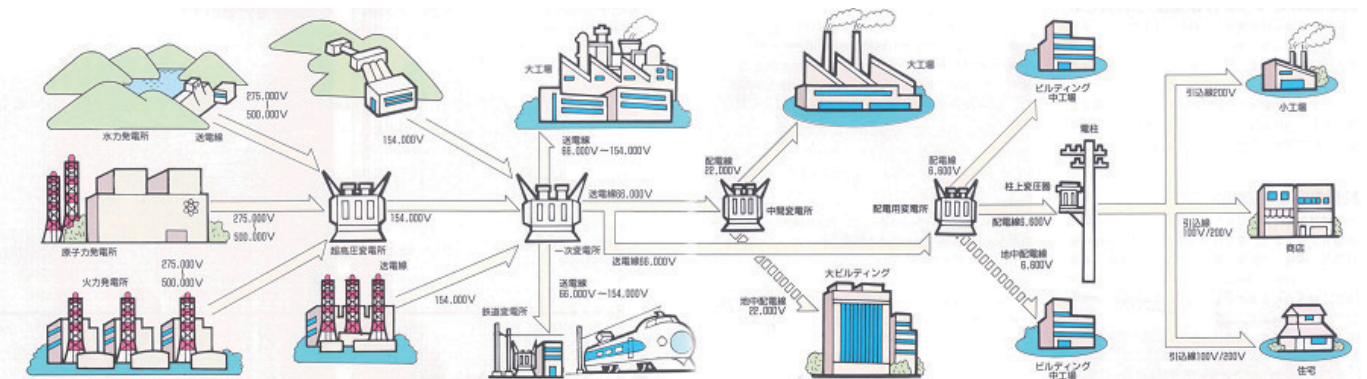 水力発電所
送電線
275.000V
〜
500.000V
154.000V
原子力発電所
275.000V
〜
500.000V
超高圧変電所
154.000V
火力発電所
275.000V
〜
500.000V
送電線
154.000V
大工場
送電線
66.000V〜154.000V
一次変電所
送電線66.000V
送電線66.000V
送電線
66.000V〜154.000V
鉄道変電所
大工場
配電線
22.000V
中間変電所
地中配電線
22.000V
大ビルディング
ビルディング
中工場
配電線
6.600V
配電用変電所
配電線6.600V
地中配電線
6.600V
ビルディング
中工場
電柱
柱上変圧器
引込線200V
小工場
引込線
100V/200V
商店
引込線100V/200V
住宅